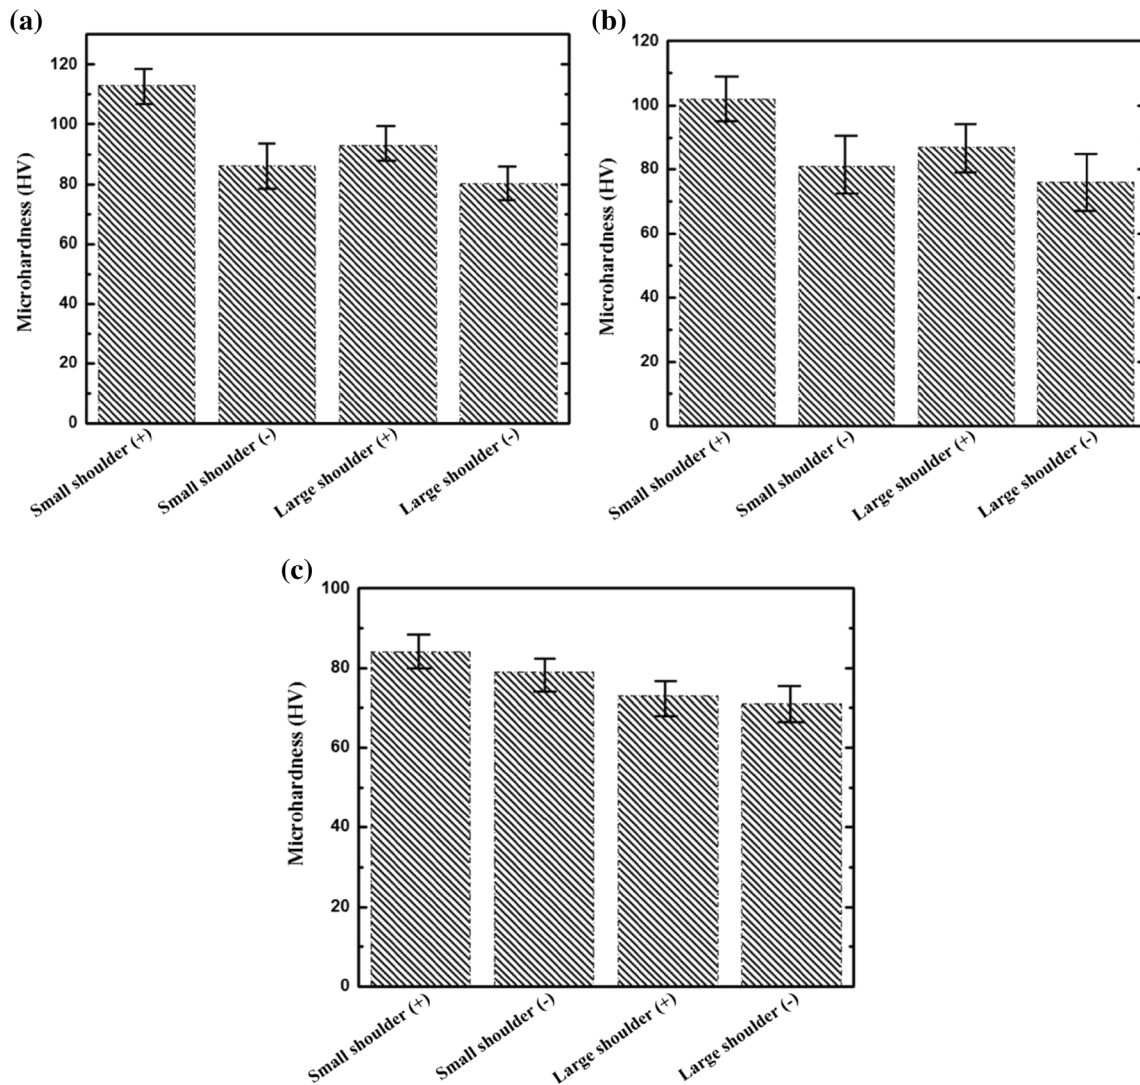 (a)
120
100
80
60
40
20
0
Microhardness (HV)
Small shoulder (+)
Small shoulder (-)
Large shoulder (+)
Large shoulder (-)
(b)
120
100
80
60
40
20
0
Microhardness (HV)
Small shoulder (+)
Small shoulder (-)
Large shoulder (+)
Large shoulder (-)
(c)
100
80
60
40
20
0
Microhardness (HV)
Small shoulder (+)
Small shoulder (-)
Large shoulder (+)
Large shoulder (-)